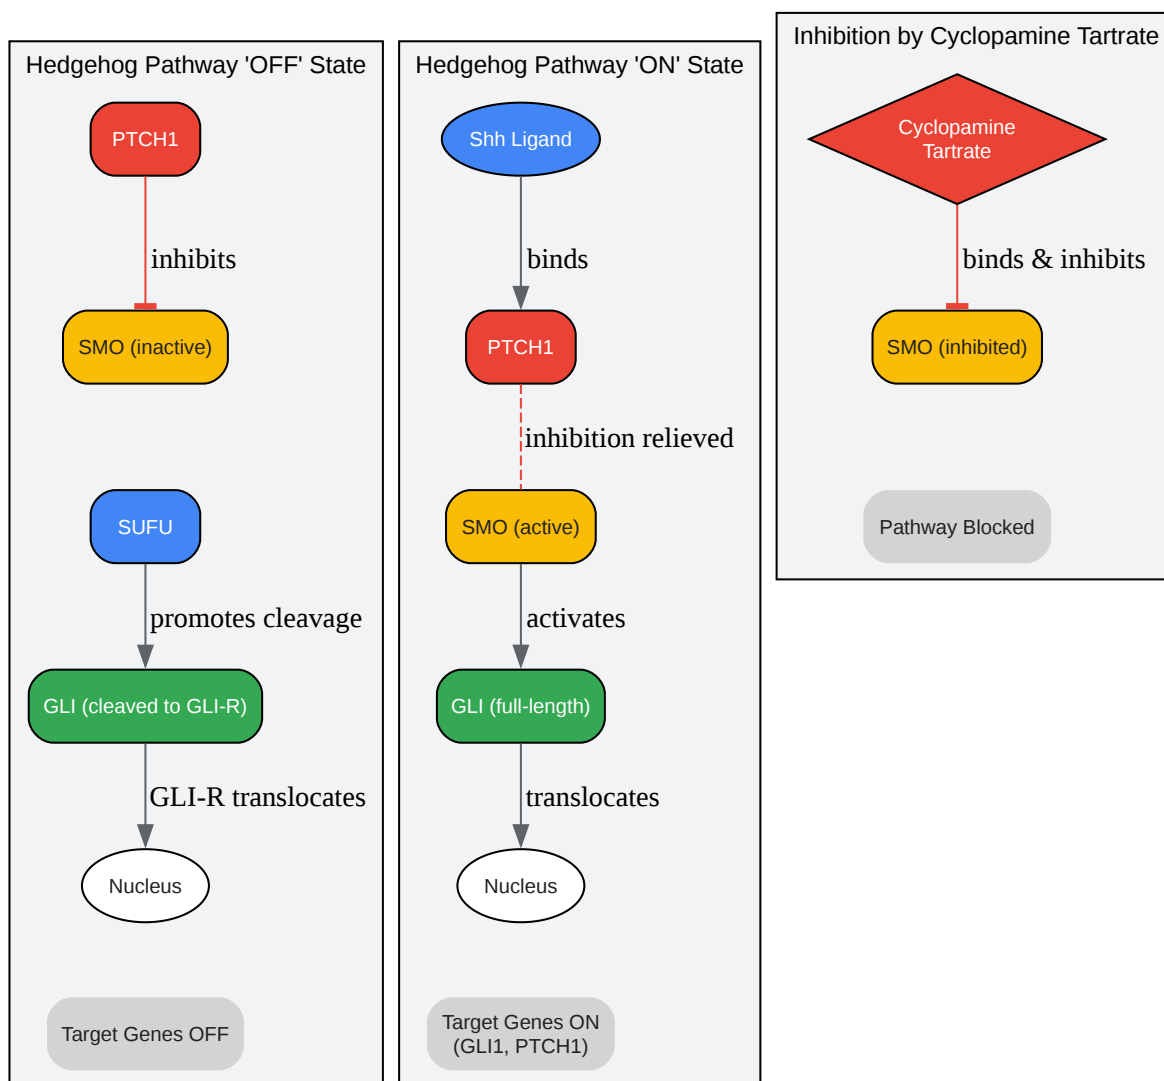 Hedgehog Pathway 'OFF' State
PTCH1
inhibits
SMO (inactive)
SUFU
promotes cleavage
GLI (cleaved to GLI-R)
GLI-R translocates
Nucleus
Target Genes OFF
Hedgehog Pathway 'ON' State
Shh Ligand
binds
PTCH1
inhibition relieved
SMO (active)
activates
GLI (full-length)
translocates
Nucleus
Target Genes ON
(GLI1, PTCH1)
Inhibition by Cyclopamine Tartrate
Cyclopamine
Tartrate
binds & inhibits
SMO (inhibited)
Pathway Blocked